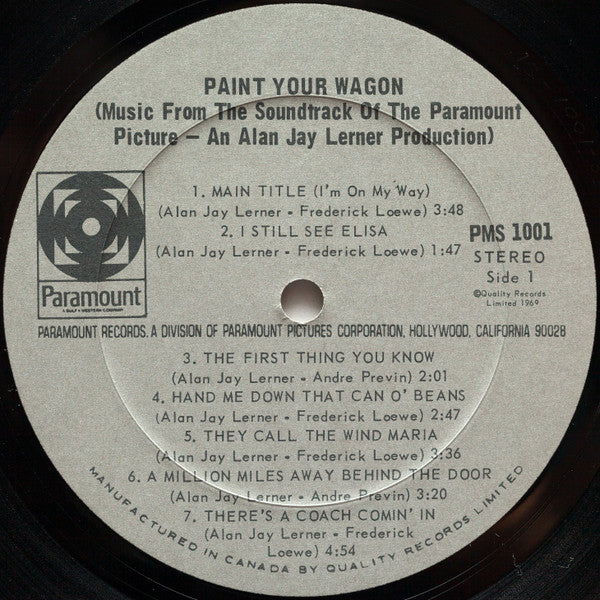 PAINT YOUR WAGON
(Music From The Soundtrack Of The Paramount
Picture — An Alan Jay Lerner Production)
1. MAIN TITLE (I'm On My Way)
(Alan Jay Lerner - Frederick Loewe) 3:48
2. I STILL SEE ELISA
(Alan Jay Lerner - Frederick Loewe) 1:47
PMS 1001
STEREO
Side 1
©Quality Records
Limited 1969
Paramount
A GULF + WESTERN COMPANY
PARAMOUNT RECORDS. A DIVISION OF PARAMOUNT PICTURES CORPORATION, HOLLYWOOD, CALIFORNIA 90028
3. THE FIRST THING YOU KNOW
(Alan Jay Lerner - Andre Previn) 2:01
4. HAND ME DOWN THAT CAN O' BEANS
(Alan Jay Lerner - Frederick Loewe) 2:47
5. THEY CALL THE WIND MARIA
(Alan Jay Lerner - Frederick Loewe) 3:36
6. A MILLION MILES AWAY BEHIND THE DOOR
(Alan Jay Lerner - Andre Previn) 3:20
7. THERE'S A COACH COMIN' IN
(Alan Jay Lerner - Frederick
Loewe) 4:54
MANUFACTURED IN CANADA BY QUALITY RECORDS LIMITED